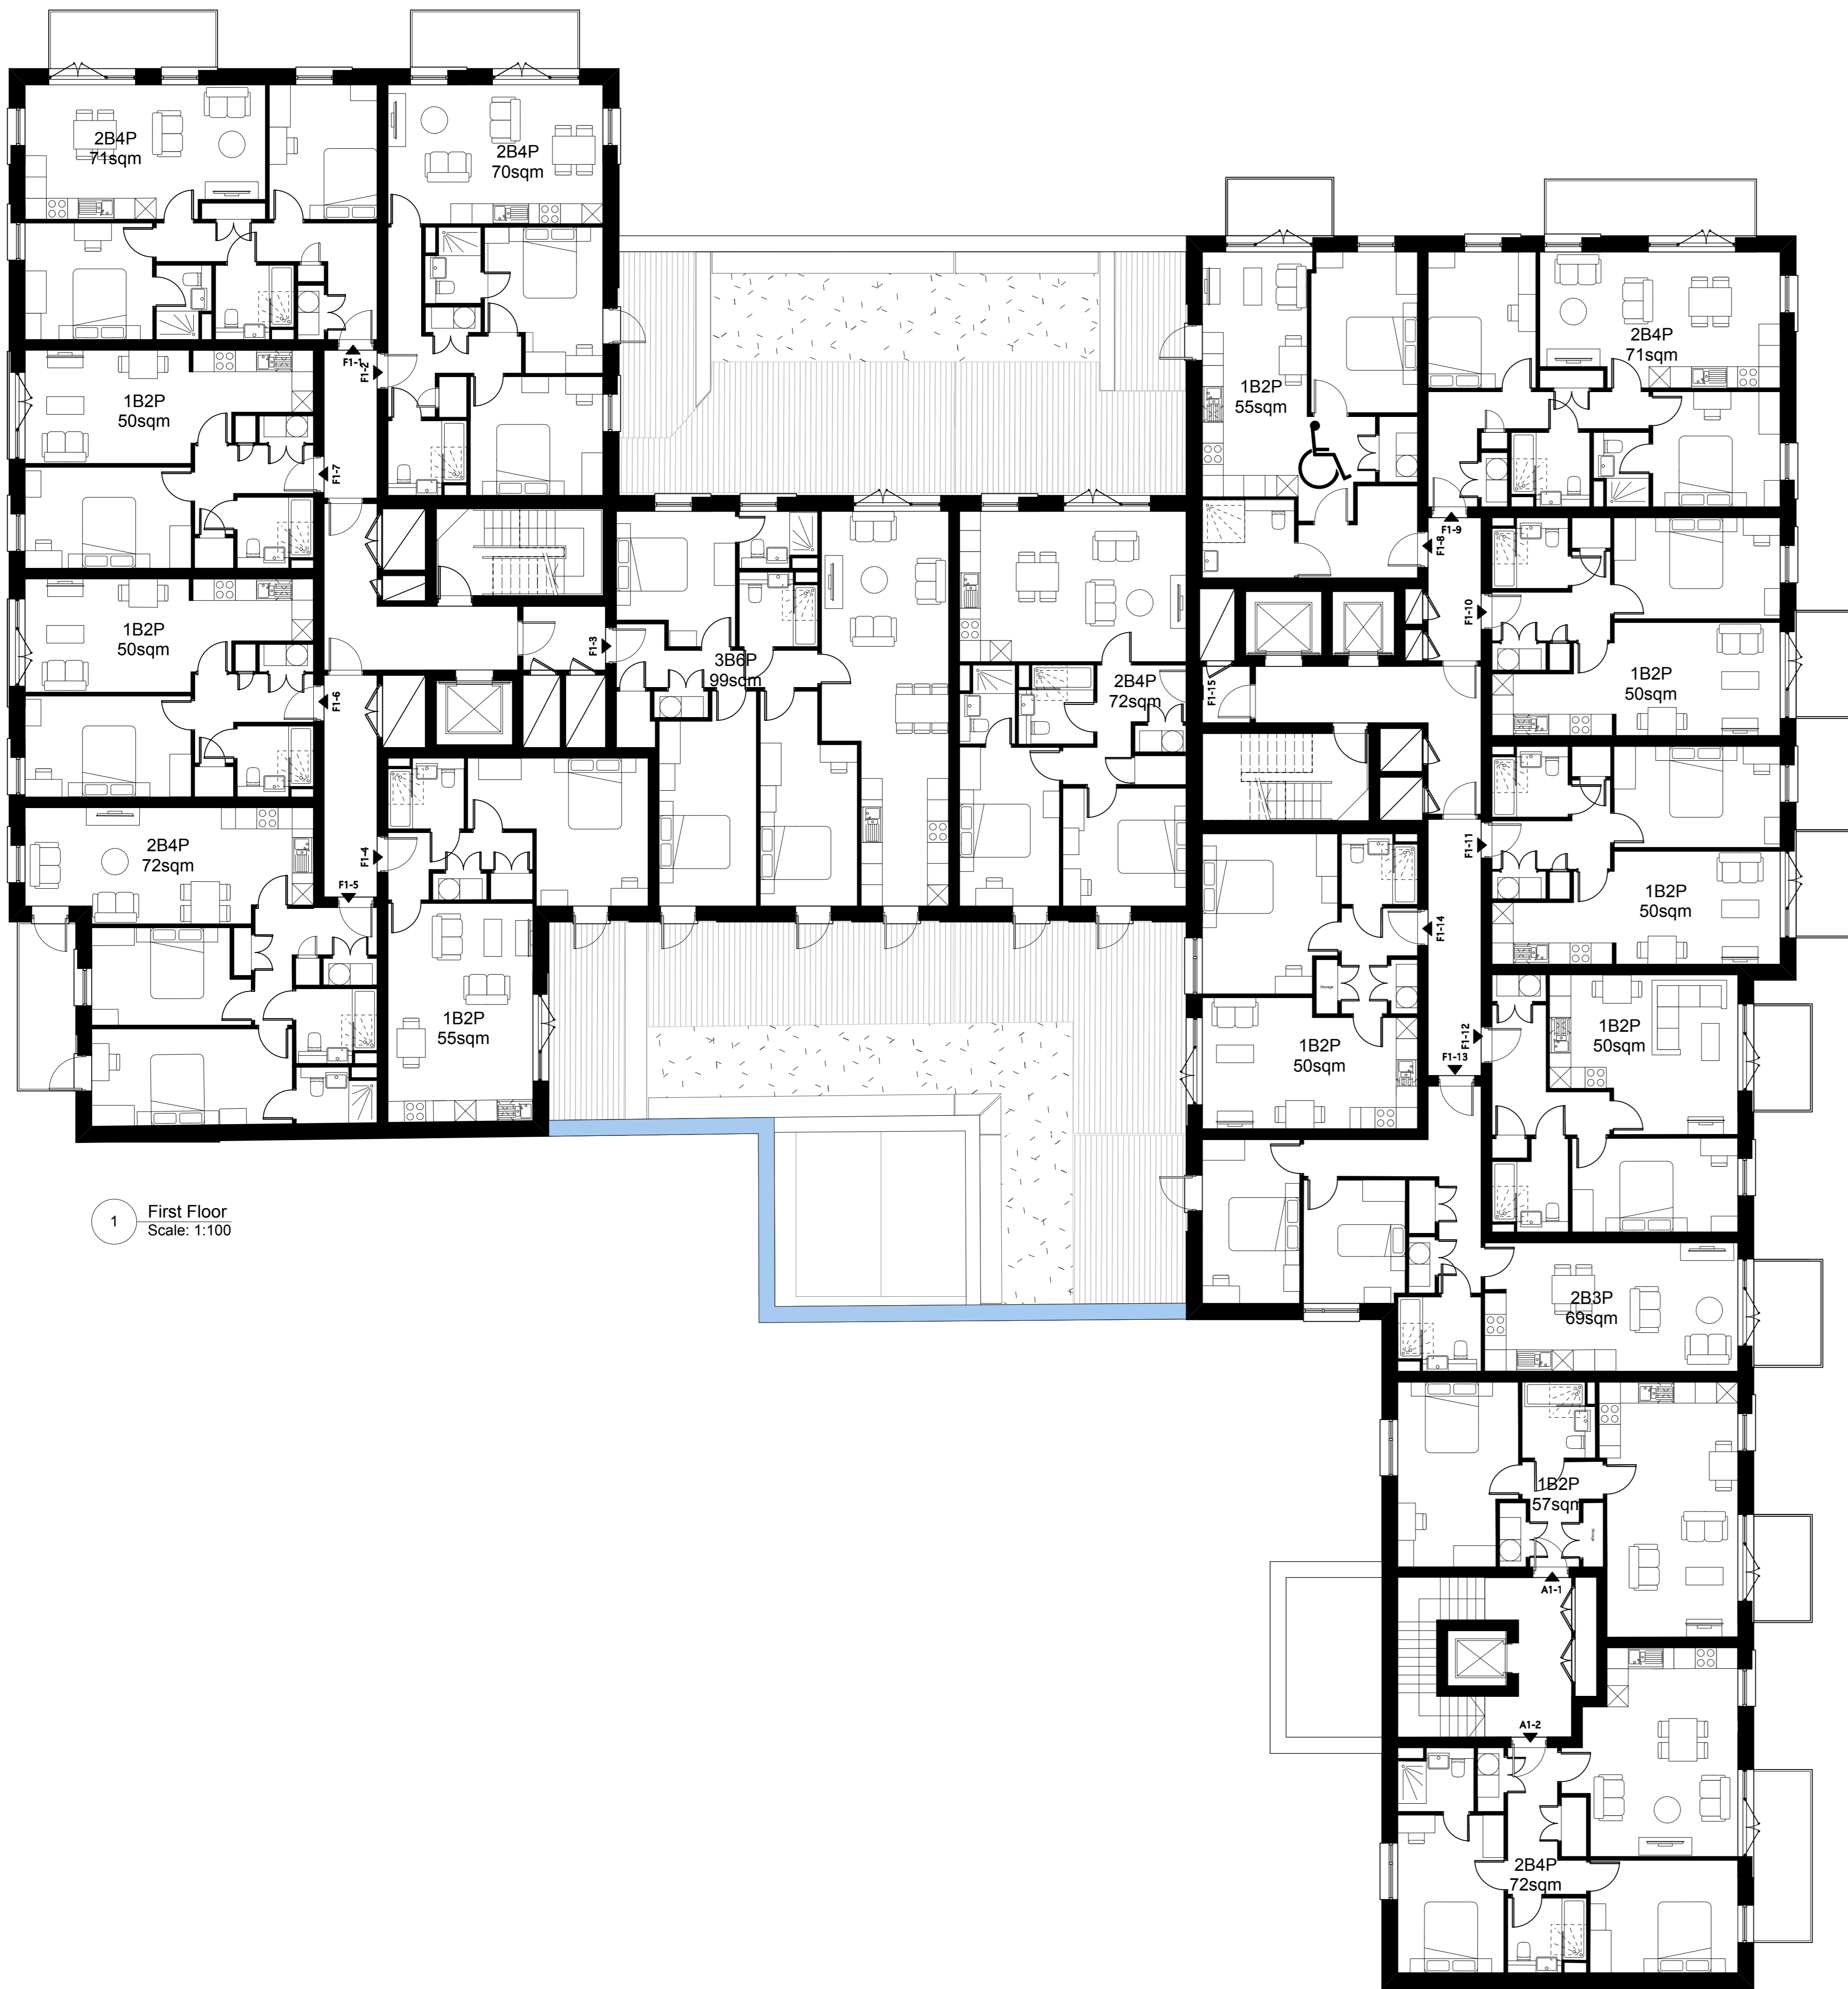 2B4P
71sqm
2B4P
70sqm
F1-1
F1-2
1B2P
50sqm
F1-7
1B2P
50sqm
F1-6
F1-3
3B6P
99sqm
2B4P
72sqm
F1-15
2B4P
72sqm
F1-4
F1-5
1B2P
55sqm
1B2P
55sqm
2B4P
71sqm
F1-8
F1-9
F1-10
1B2P
50sqm
F1-11
1B2P
50sqm
F1-14
Storage
1B2P
50sqm
F1-12
F1-13
1B2P
50sqm
1
First Floor
Scale: 1:100
2B3P
69sqm
1B2P
57sqm
Storage
A1-1
A1-2
2B4P
72sqm